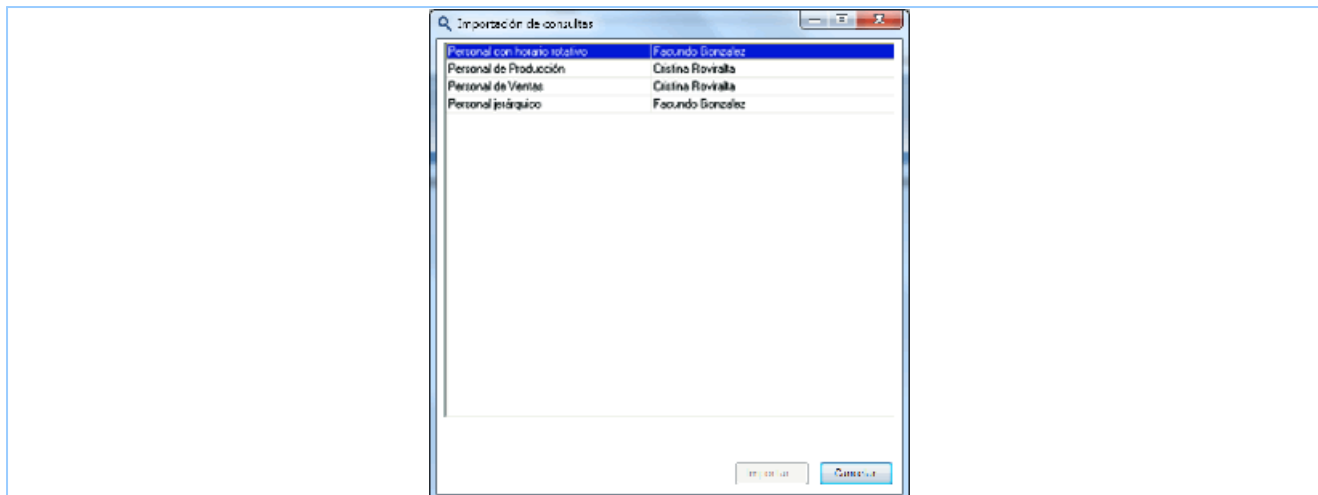 Importación de consultas
Personal con horario rotativo Facundo Gonzalez
Personal de Producción Cristina Roviralta
Personal de Ventas Cristina Roviralta
Personal jerárquico Facundo Gonzalez